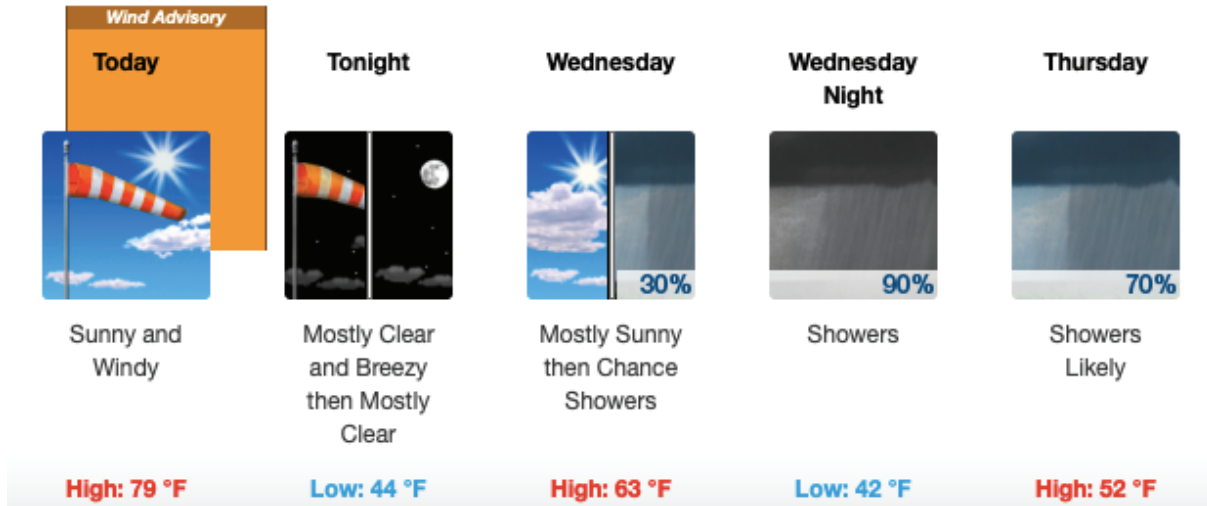 Wind Advisory
Today
Tonight
Wednesday
Wednesday
Night
Thursday
30%
90%
70%
Sunny and
Windy
Mostly Clear
and Breezy
then Mostly
Clear
Mostly Sunny
then Chance
Showers
Showers
Showers
Likely
High: 79 °F
Low: 44 °F
High: 63 °F
Low: 42 °F
High: 52 °F